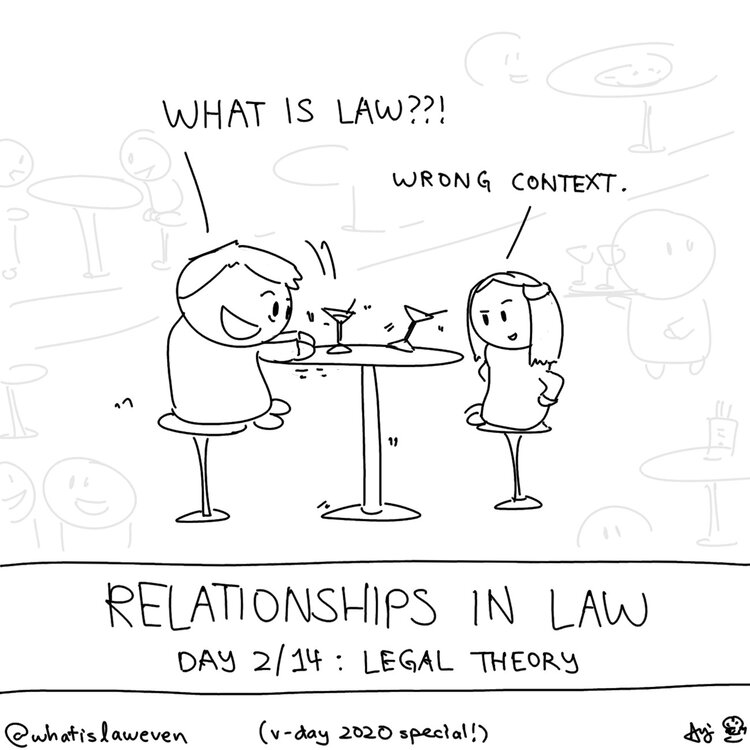 WHAT IS LAW??!
WRONG CONTEXT.
RELATIONSHIPS IN LAW
DAY 2/14 : LEGAL THEORY
@whatislaweven (v-day 2020 special!)